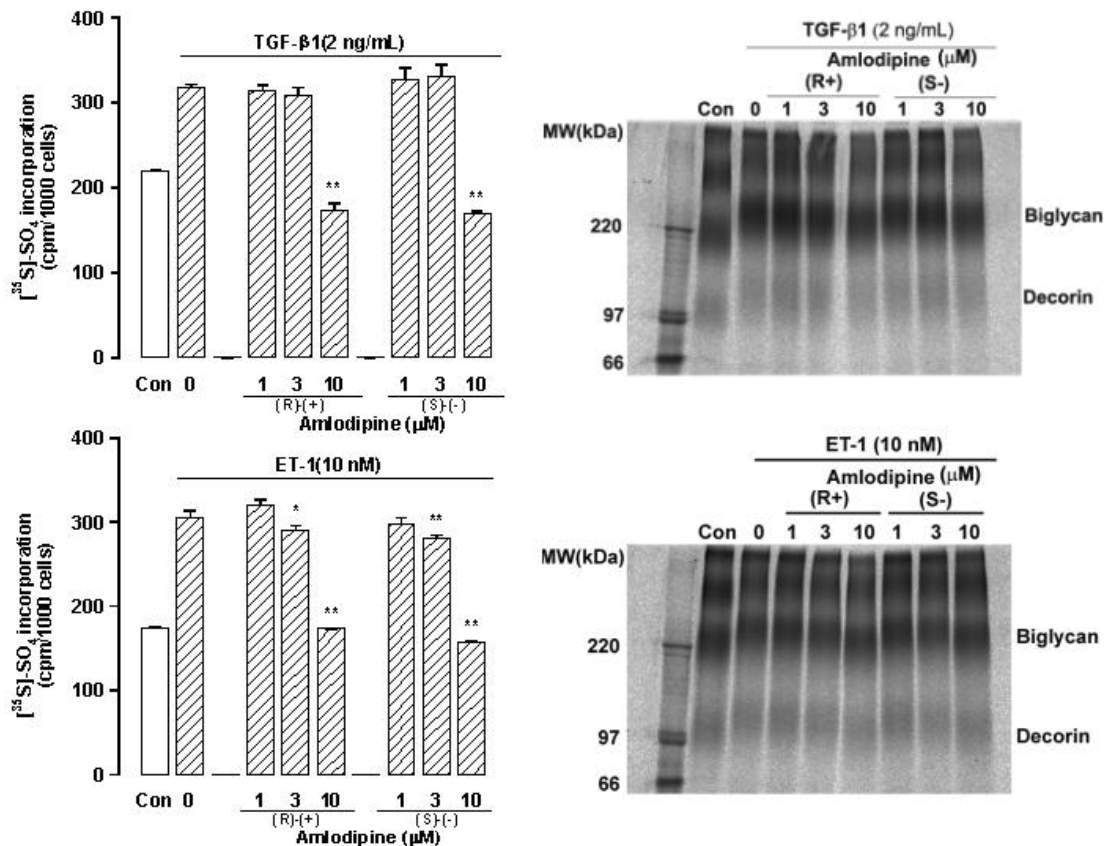 400
300
200
100
0
[³⁵S]-SO₄ incorporation
(cpm/1000 cells)
TGF-β1(2 ng/mL)
** **
Con 0 1 3 10 1 3 10
(R)-(+) (S)-(-)
Amlodipine (μM)
TGF-β1 (2 ng/mL)
Amlodipine (μM)
(R+) (S-)
Con 0 1 3 10 1 3 10
MW(kDa)
Biglycan
220
Decorin
97
66
400
300
200
100
0
[³⁵S]-SO₄ incorporation
(cpm/1000 cells)
ET-1(10 nM)
* ** ** **
Con 0 1 3 10 1 3 10
(R)-(+) (S)-(-)
Amlodipine (μM)
ET-1 (10 nM)
Amlodipine (μM)
(R+) (S-)
Con 0 1 3 10 1 3 10
MW(kDa)
Biglycan
220
Decorin
97
66